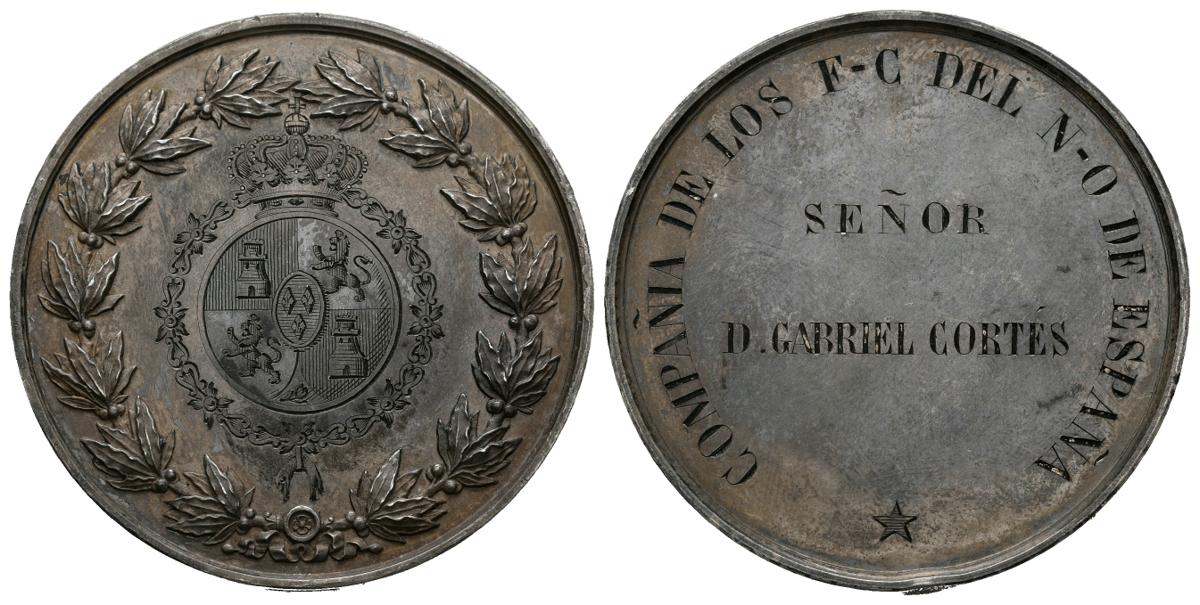 COMPAÑIA DE LOS F-C DEL N-O DE ESPAÑA
SEÑOR
D. GABRIEL CORTÉS